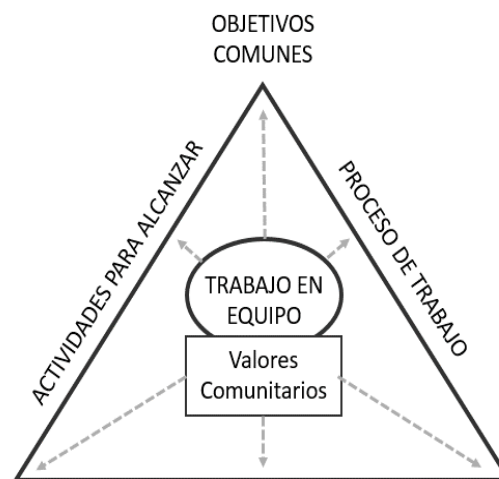 OBJETIVOS
COMUNES
ACTIVIDADES PARA ALCANZAR
PROCESO DE TRABAJO
TRABAJO EN
EQUIPO
Valores
Comunitarios